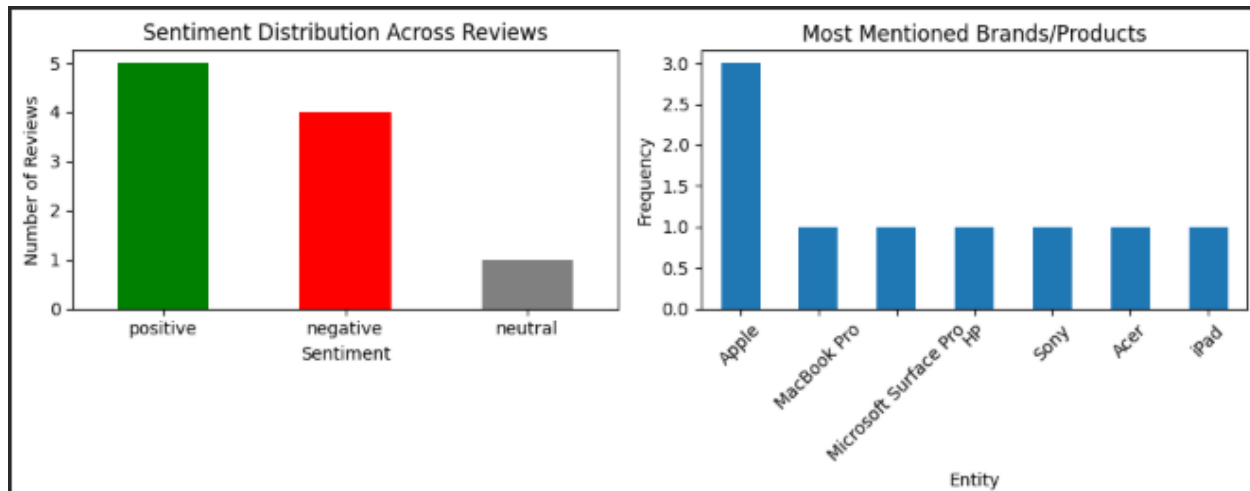 Sentiment Distribution Across Reviews
Number of Reviews
5
4
3
2
1
0
positive
negative
neutral
Sentiment
Most Mentioned Brands/Products
Frequency
3.0
2.5
2.0
1.5
1.0
0.5
0.0
Apple
MacBook Pro
Microsoft Surface Pro
HP
Sony
Acer
iPad
Entity